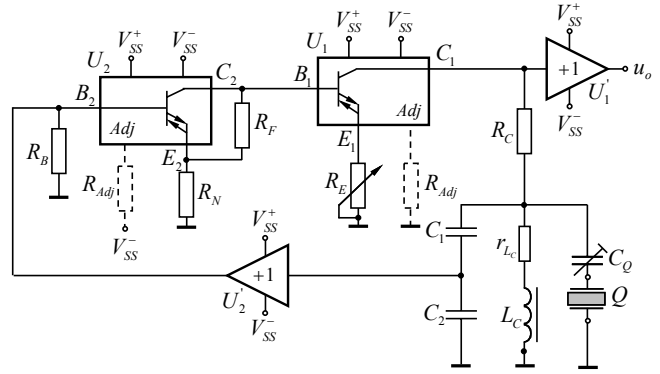 V_SS^+ V_SS^- V_SS^+ V_SS^- V_SS^+
U_2 C_2 U_1 C_1
B_2 B_1 +1 u_o
Adj Adj U_1'
V_SS^-
R_B R_F R_C
E_2 E_1
R_Adj R_N R_E R_Adj
V_SS^- V_SS^+ C_1 r_LC C_Q
+1
U_2' C_2 L_C Q
V_SS^-